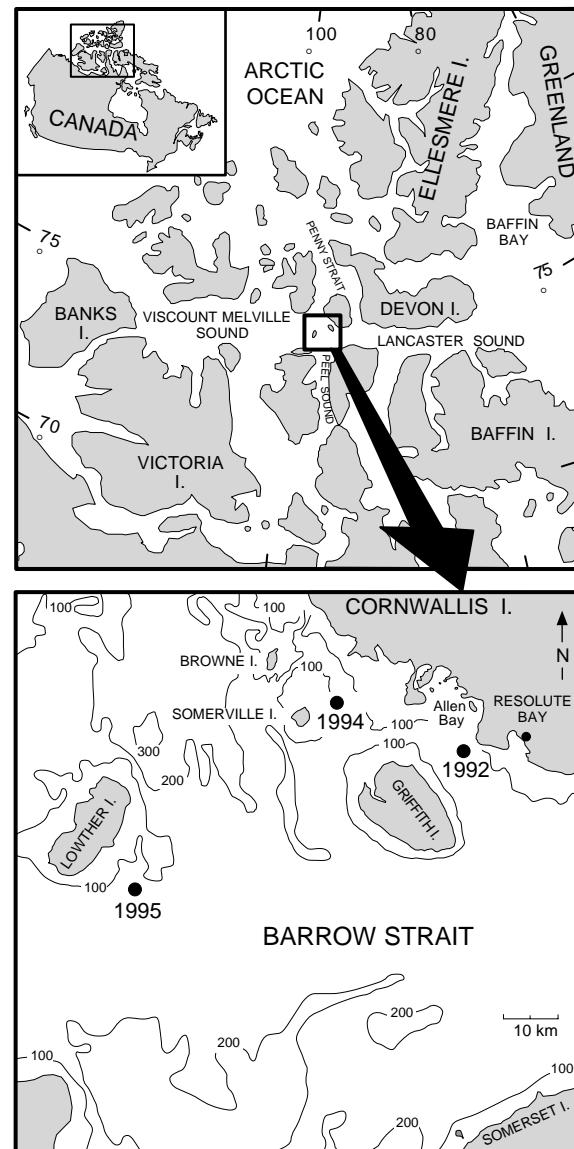 100
80
ARCTIC
OCEAN
CANADA
ELLESMERE I.
GREENLAND
75
PENNY STRAIT
BAFFIN
BAY
75
BANKS
I.
VISCOUNT MELVILLE
SOUND
DEVON I.
LANCASTER SOUND
PEEL SOUND
70
VICTORIA
I.
BAFFIN I.
100
100
CORNWALLIS I.
N
BROWNE I.
100
SOMERVILLE I.
1994
100
Allen
Bay
RESOLUTE
BAY
300
200
100
1992
100
LOWTHER I.
GRIFFITH I.
100
1995
BARROW STRAIT
200
200
10 km
100
100
200
SOMERSET I.